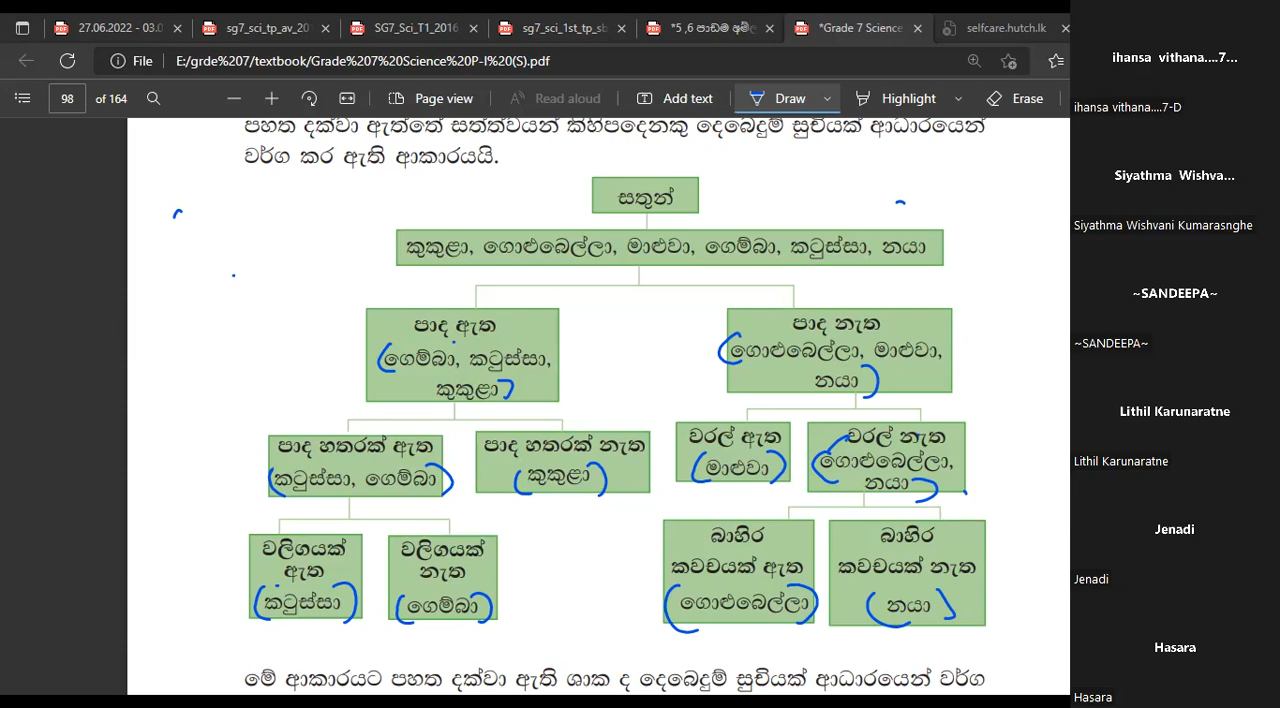 27.06.2022 - 03.0
sg7_sci_tp_av_20
SG7_Sci_T1_2016
sg7_sci_1st_tp_sb
*5 ,6 පාඩම් අම
*Grade 7 Science
selfcare.hutch.lk
File
E:/grde%207/textbook/Grade%207%20Science%20P-I%20(S).pdf
98 of 164
Page view
Read aloud
Add text
Draw
Highlight
Erase
පහත දක්වා ඇත්තේ සත්ත්වයන් කිහිපදෙනකු දෙබෙදුම් සුචියක් ආධාරයෙන්
වර්ග කර ඇති ආකාරයයි.
සතුන්
කුකුළා, ගොළුබෙල්ලා, මාළුවා, ගෙම්බා, කටුස්සා, නයා
පාද ඇත
ගෙම්බා, කටුස්සා,
කුකුළා
පාද නැත
ගොළුබෙල්ලා, මාළුවා,
නයා
පාද හතරක් ඇත
කටුස්සා, ගෙම්බා
පාද හතරක් නැත
කුකුළා
වරල් ඇත
මාළුවා
වරල් නැත
ගොළුබෙල්ලා,
නයා
වලිගයක්
ඇත
කටුස්සා
වලිගයක්
නැත
ගෙම්බා
බාහිර
කවචයක් ඇත
ගොළුබෙල්ලා
බාහිර
කවචයක් නැත
නයා
මේ ආකාරයට පහත දක්වා ඇති ශාක ද දෙබෙදුම් සුචියක් ආධාරයෙන් වර්ග
ihansa vithana....7...
ihansa vithana....7-D
Siyathma Wishva...
Siyathma Wishvani Kumarasnghe
~SANDEEPA~
~SANDEEPA~
Lithil Karunaratne
Lithil Karunaratne
Jenadi
Jenadi
Hasara
Hasara